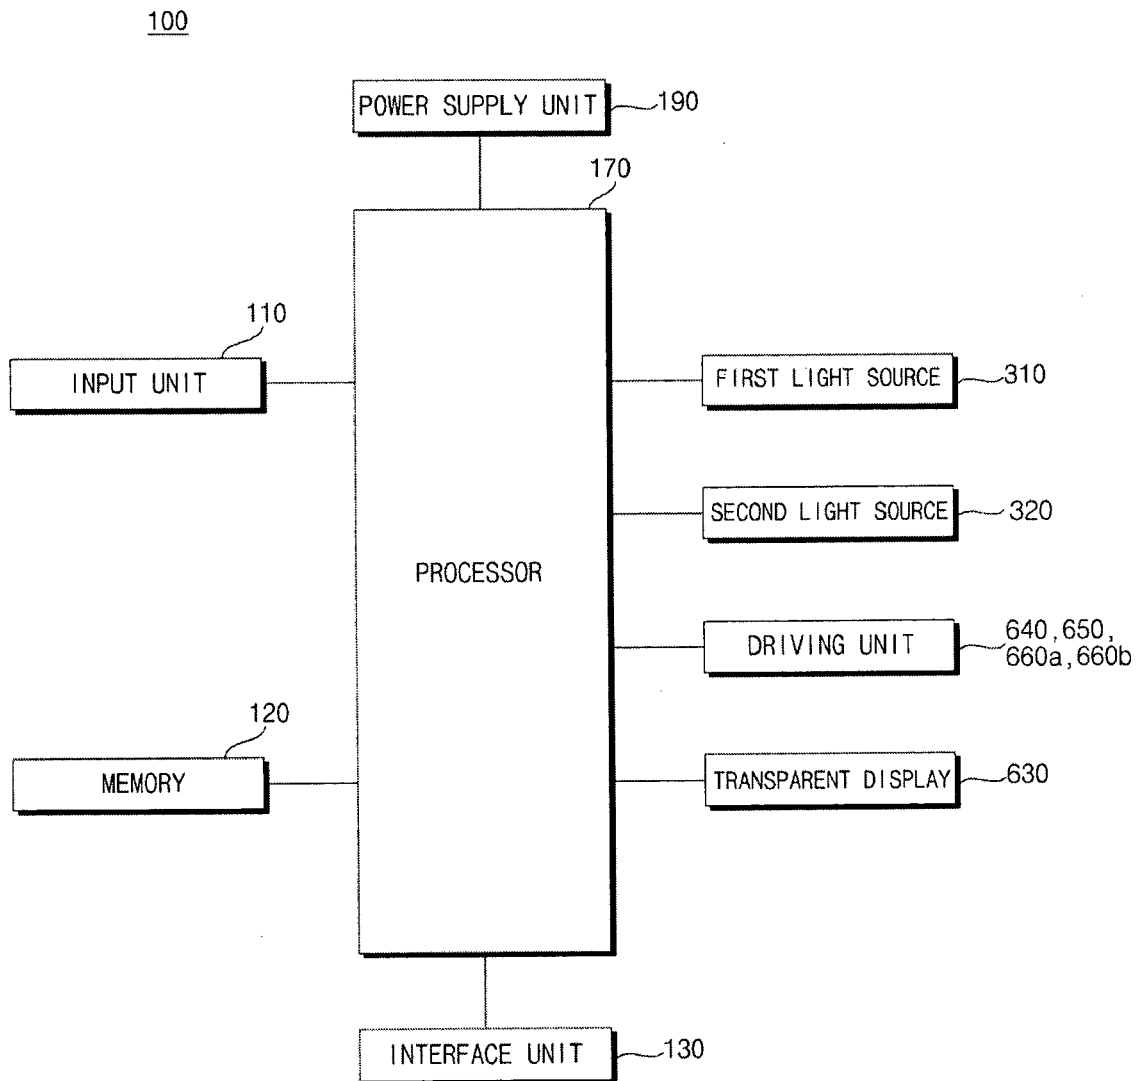 100
POWER SUPPLY UNIT
190
170
110
INPUT UNIT
FIRST LIGHT SOURCE
310
SECOND LIGHT SOURCE
320
PROCESSOR
DRIVING UNIT
640, 650,
660a, 660b
120
MEMORY
TRANSPARENT DISPLAY
630
INTERFACE UNIT
130